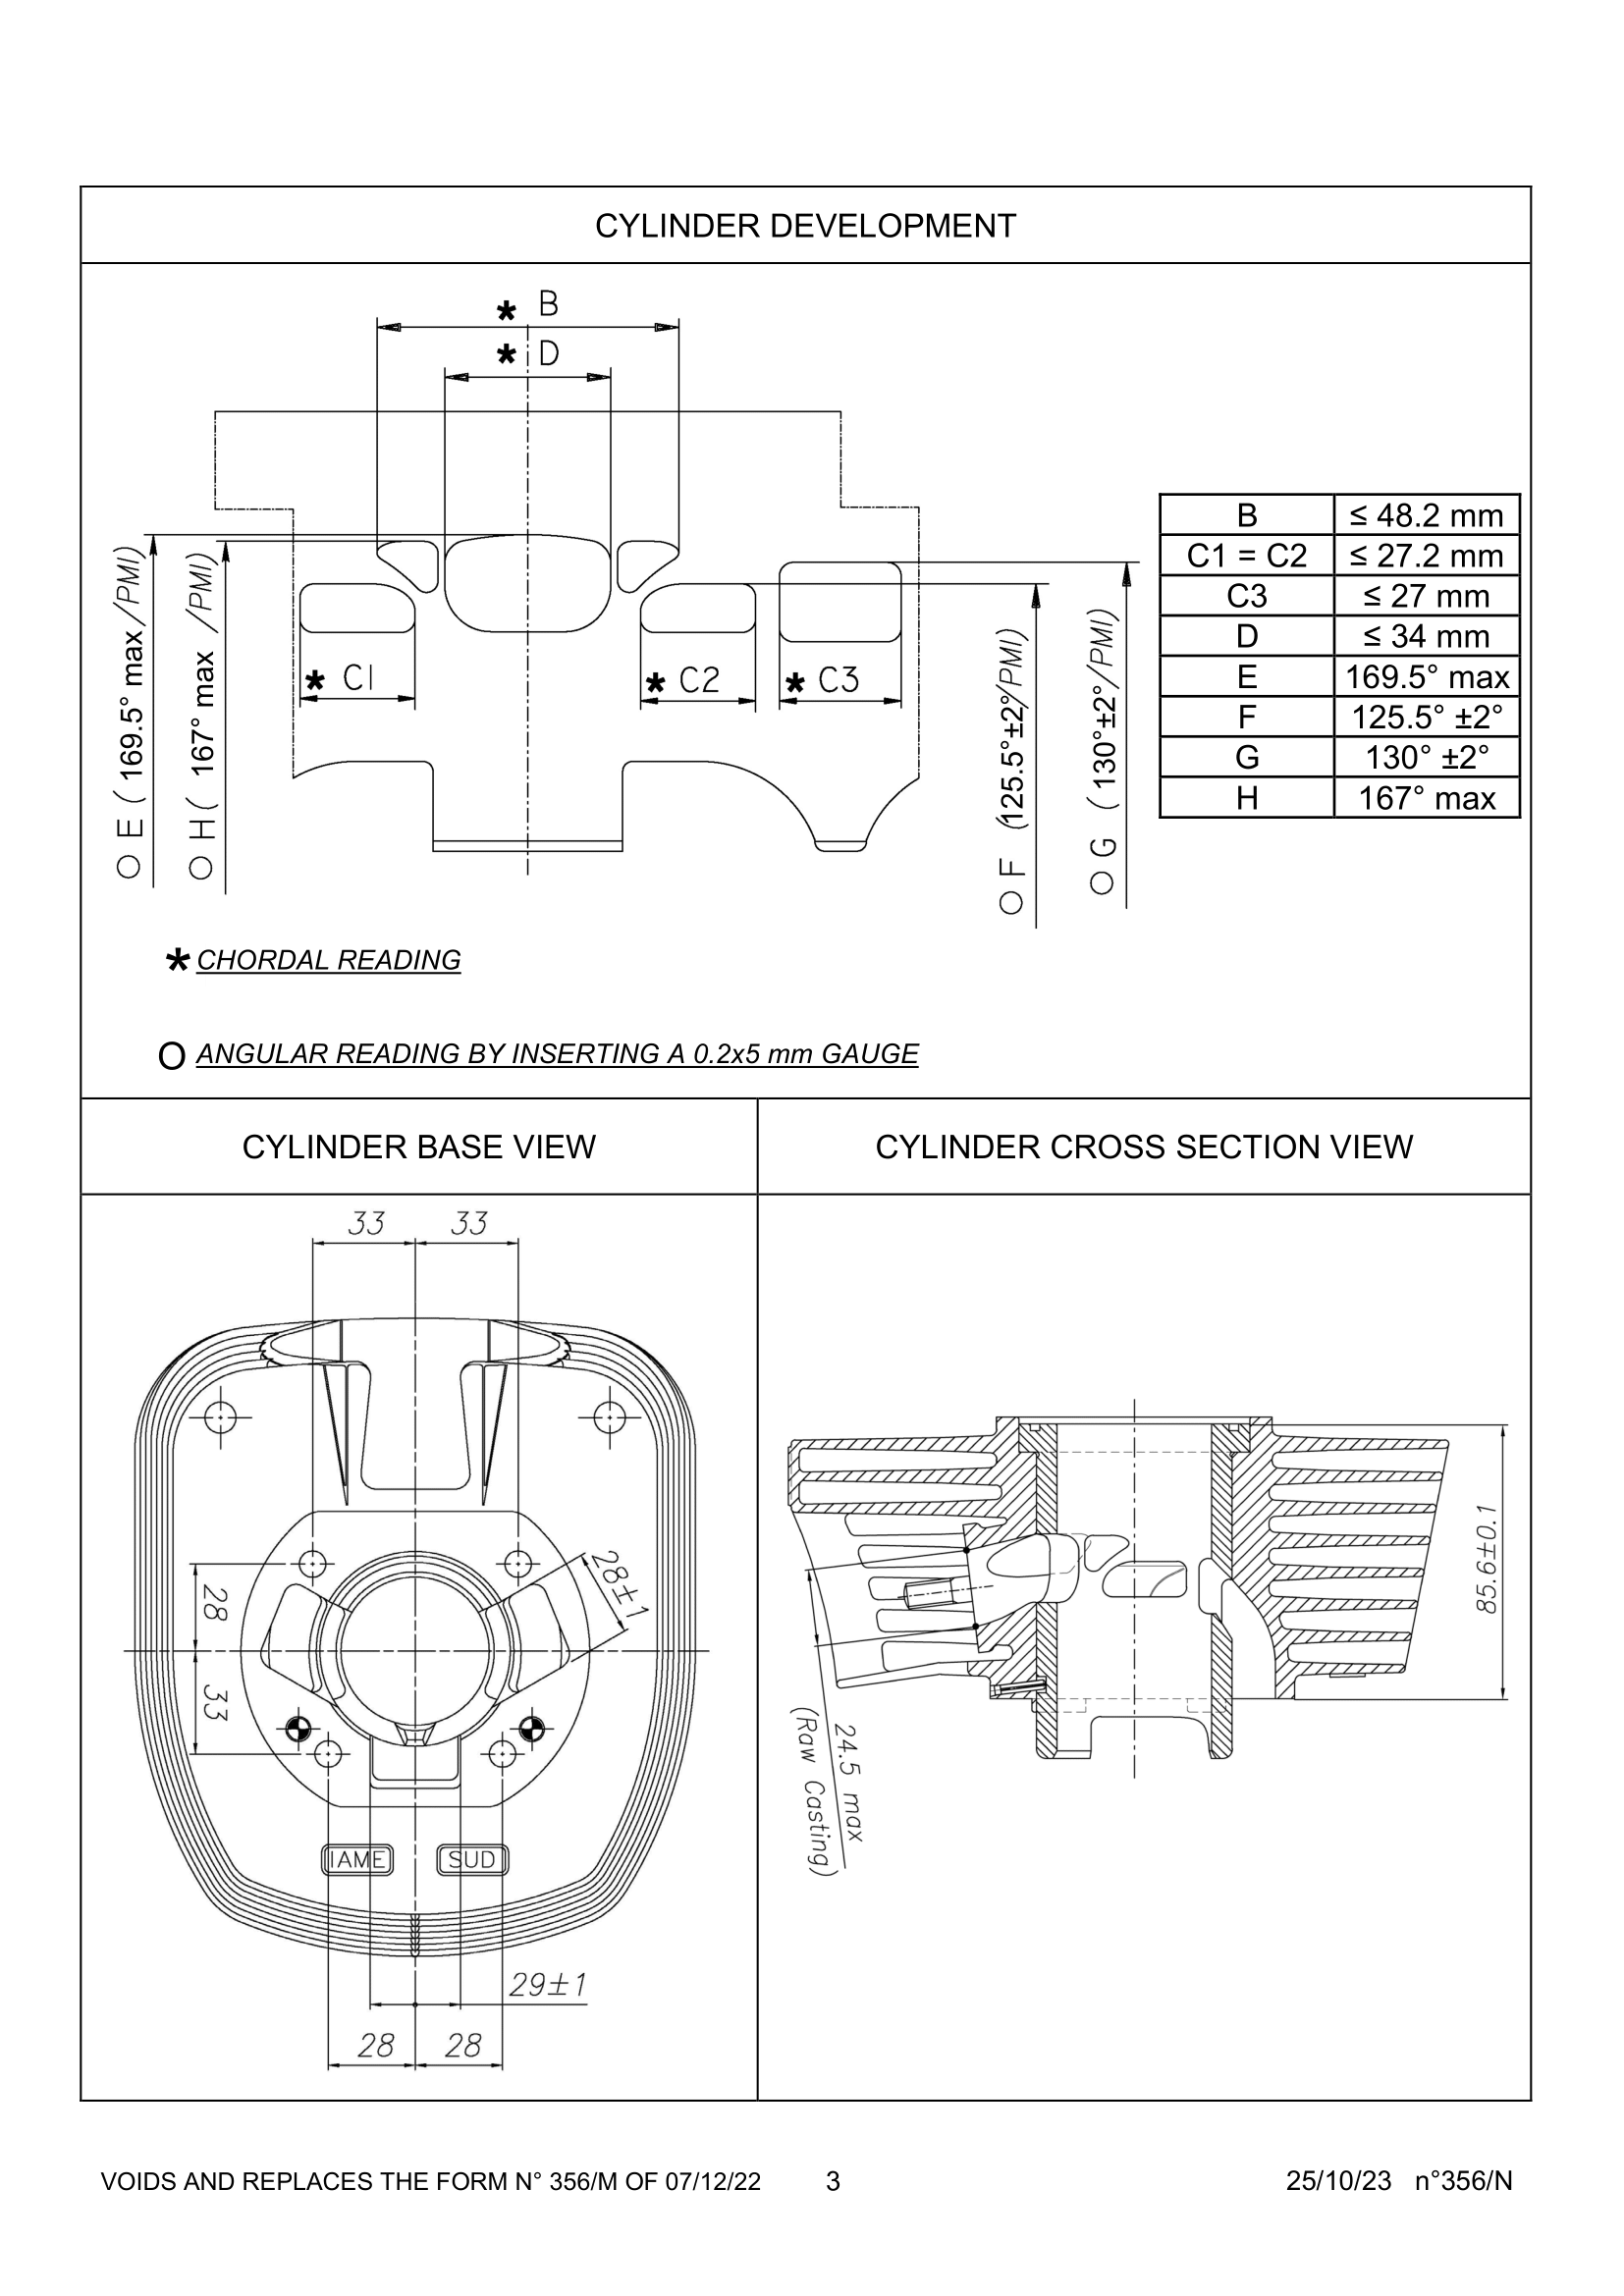 CYLINDER DEVELOPMENT
* B
* D
E ( 169.5° max /PMI)
H ( 167° max /PMI)
* C1
* C2
* C3
F (125.5°±2°/PMI)
G ( 130°±2°/PMI)
B ≤ 48.2 mm
C1 = C2 ≤ 27.2 mm
C3 ≤ 27 mm
D ≤ 34 mm
E 169.5° max
F 125.5° ±2°
G 130° ±2°
H 167° max
* CHORDAL READING
O ANGULAR READING BY INSERTING A 0.2x5 mm GAUGE
CYLINDER BASE VIEW
33 33
28
33
28±1
IAME SUD
29±1
28 28
CYLINDER CROSS SECTION VIEW
85.6±0.1
24.5 max
(Raw Casting)
VOIDS AND REPLACES THE FORM N° 356/M OF 07/12/22 3 25/10/23 n°356/N